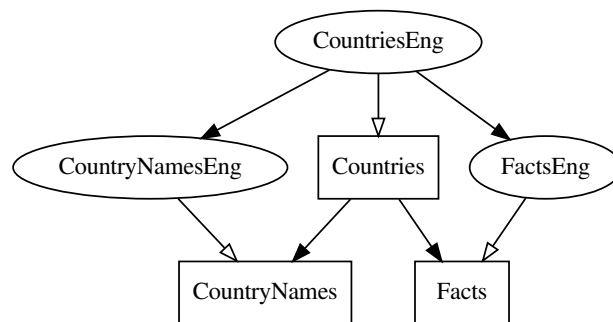 CountriesEng
CountryNamesEng
Countries
FactsEng
CountryNames
Facts